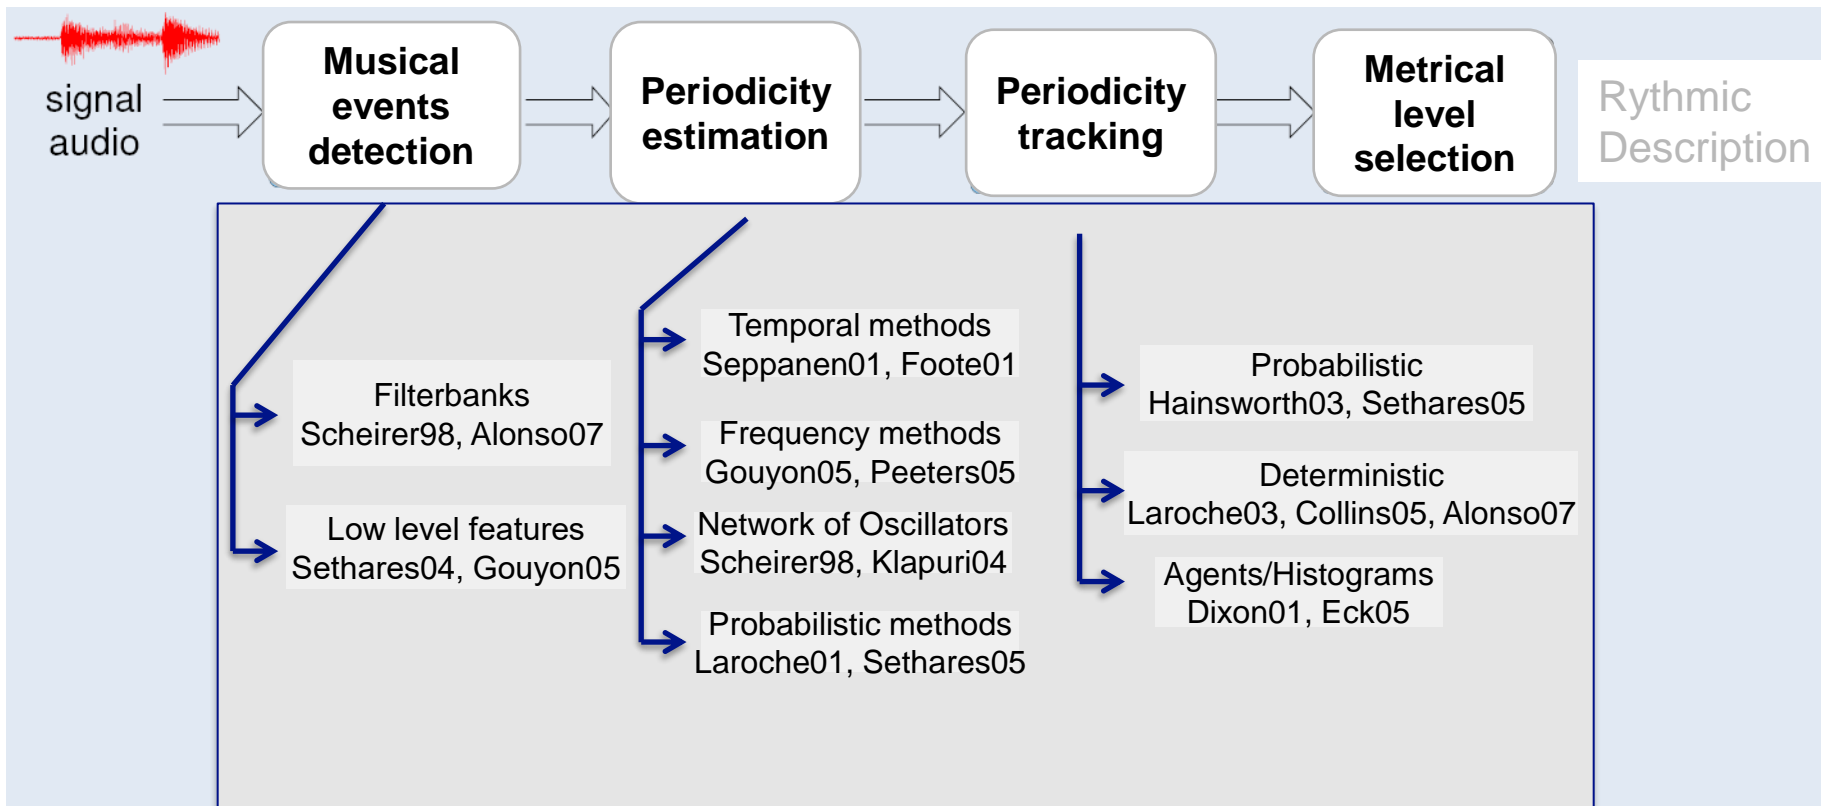 signal
audio
Musical
events
detection
Periodicity
estimation
Periodicity
tracking
Metrical
level
selection
Rythmic
Description
Filterbanks
Scheirer98, Alonso07
Low level features
Sethares04, Gouyon05
Temporal methods
Seppanen01, Foote01
Frequency methods
Gouyon05, Peeters05
Network of Oscillators
Scheirer98, Klapuri04
Probabilistic methods
Laroche01, Sethares05
Probabilistic
Hainsworth03, Sethares05
Deterministic
Laroche03, Collins05, Alonso07
Agents/Histograms
Dixon01, Eck05